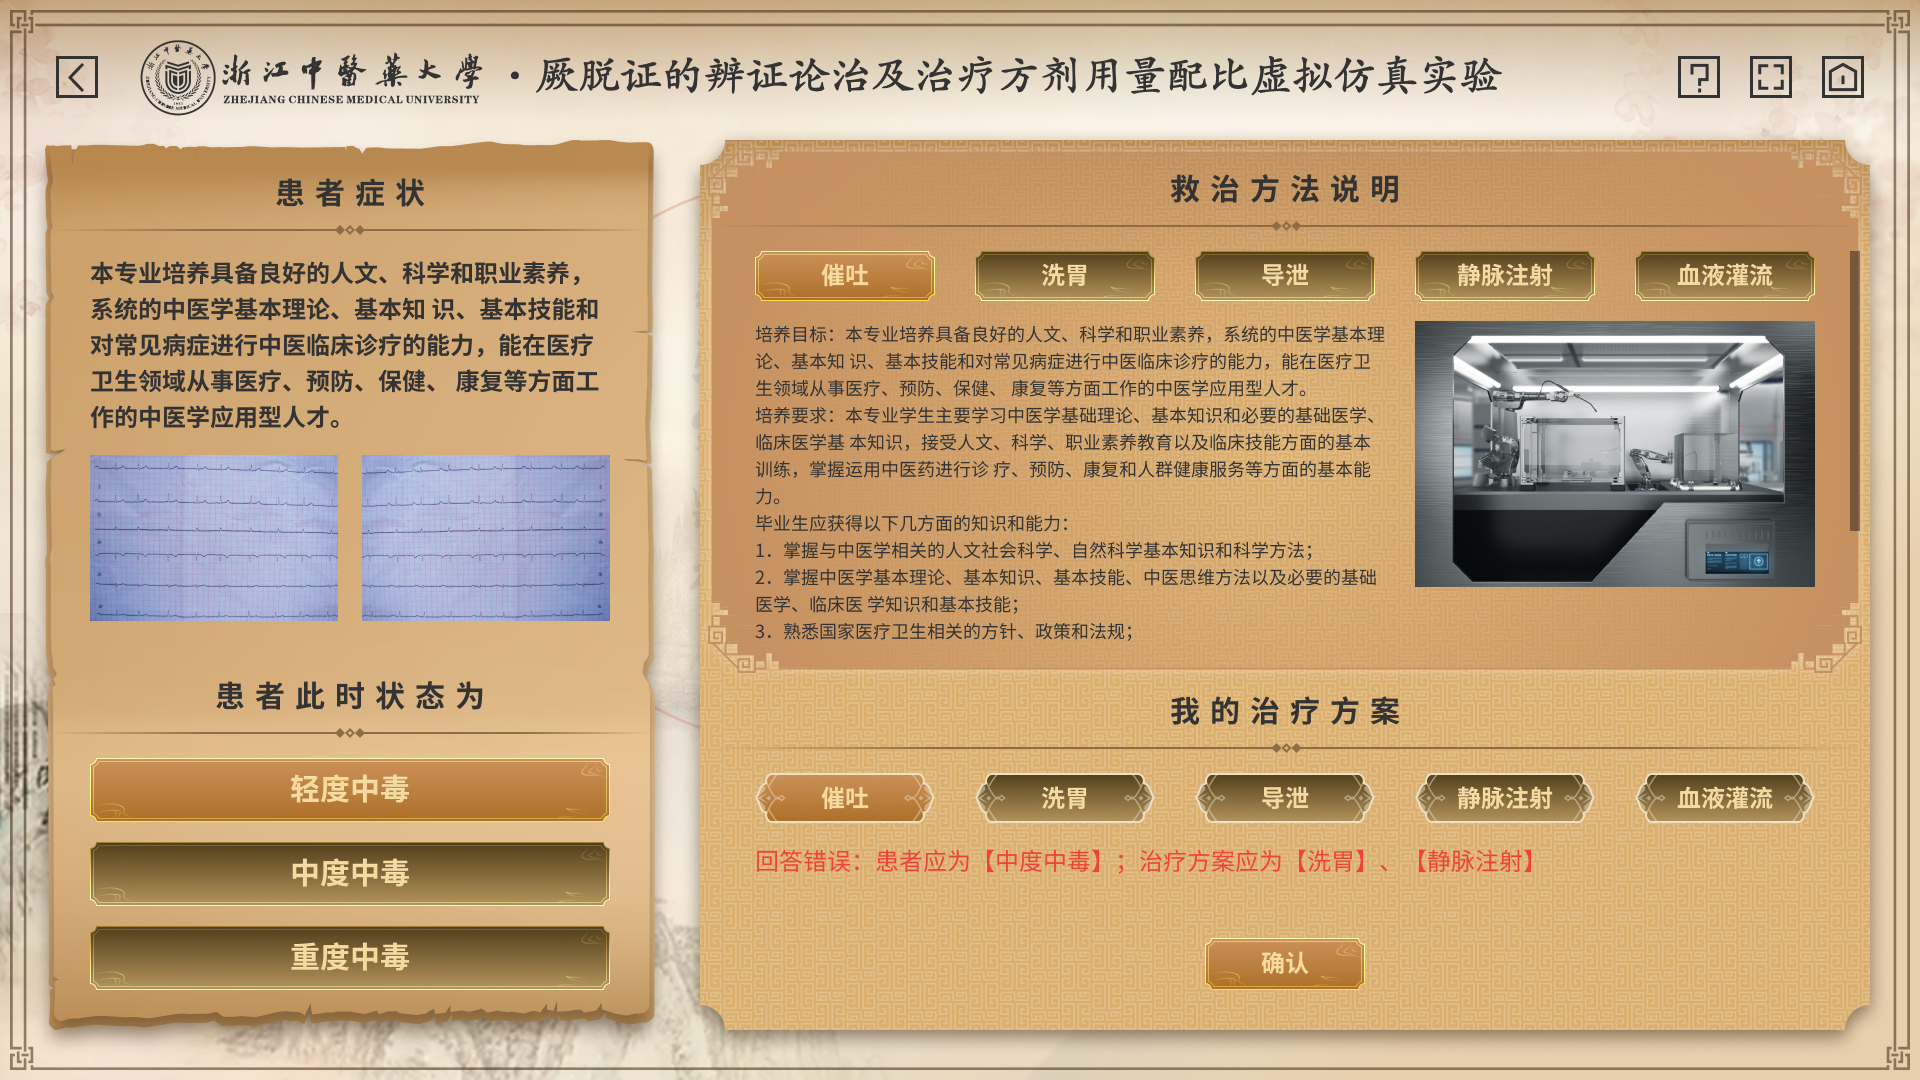 浙江中醫藥大學
ZHEJIANG CHINESE MEDICAL UNIVERSITY
·厥脱证的辨证论治及治疗方剂用量配比虚拟仿真实验
患者症状
本专业培养具备良好的人文、科学和职业素养，
系统的中医学基本理论、基本知 识、基本技能和
对常见病症进行中医临床诊疗的能力，能在医疗
卫生领域从事医疗、预防、保健、 康复等方面工
作的中医学应用型人才。
患者此时状态为
轻度中毒
中度中毒
重度中毒
救治方法说明
催吐 洗胃 导泄 静脉注射 血液灌流
培养目标：本专业培养具备良好的人文、科学和职业素养，系统的中医学基本理
论、基本知 识、基本技能和对常见病症进行中医临床诊疗的能力，能在医疗卫
生领域从事医疗、预防、保健、 康复等方面工作的中医学应用型人才。
培养要求：本专业学生主要学习中医学基础理论、基本知识和必要的基础医学、
临床医学基 本知识，接受人文、科学、职业素养教育以及临床技能方面的基本
训练，掌握运用中医药进行诊 疗、预防、康复和人群健康服务等方面的基本能
力。
毕业生应获得以下几方面的知识和能力：
1．掌握与中医学相关的人文社会科学、自然科学基本知识和科学方法；
2．掌握中医学基本理论、基本知识、基本技能、中医思维方法以及必要的基础
医学、临床医 学知识和基本技能；
3．熟悉国家医疗卫生相关的方针、政策和法规；
我的治疗方案
催吐 洗胃 导泄 静脉注射 血液灌流
回答错误：患者应为【中度中毒】；治疗方案应为【洗胃】、【静脉注射】
确认